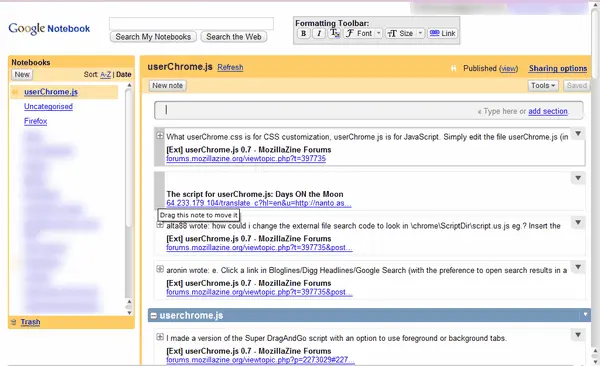 Google Notebook
Search My Notebooks
Search the Web
Formatting Toolbar:
B I T Font Size Link
Notebooks
New
Sort: A-Z | Date
userChrome.js
Uncategorised
Firefox
Trash
userChrome.js Refresh
Published (view) Sharing options
New note
Tools
Saved
« Type here or add section.
What userChrome css is for CSS customization, userChrome.js is for JavaScript. Simply edit the file userChrome.js (in
[Ext] userChrome.js 0.7 - MozillaZine Forums
forums.mozillazine.org/viewtopic.php?t=397735
The script for userChrome.js: Days ON the Moon
64.233.179.104/translate_c?hl=en&u=http://nanto.as...
Drag this note to move it
alta88 wrote: how could i change the external file search code to look in \chrome\ScriptDir\script.us.js eg.? Insert the
[Ext] userChrome.js 0.7 - MozillaZine Forums
forums.mozillazine.org/viewtopic.php?t=397735&post...
aronin wrote: e. Click a link in Bloglines/Digg Headlines/Google Search (with the preference to open search results in a
[Ext] userChrome.js 0.7 - MozillaZine Forums
forums.mozillazine.org/viewtopic.php?t=397735&post...
userchrome.js
I made a version of the Super DragAndGo script with an option to use foreground or background tabs.
[Ext] userChrome.js 0.7 - MozillaZine Forums
forums.mozillazine.org/viewtopic.php?p=2273029#227...